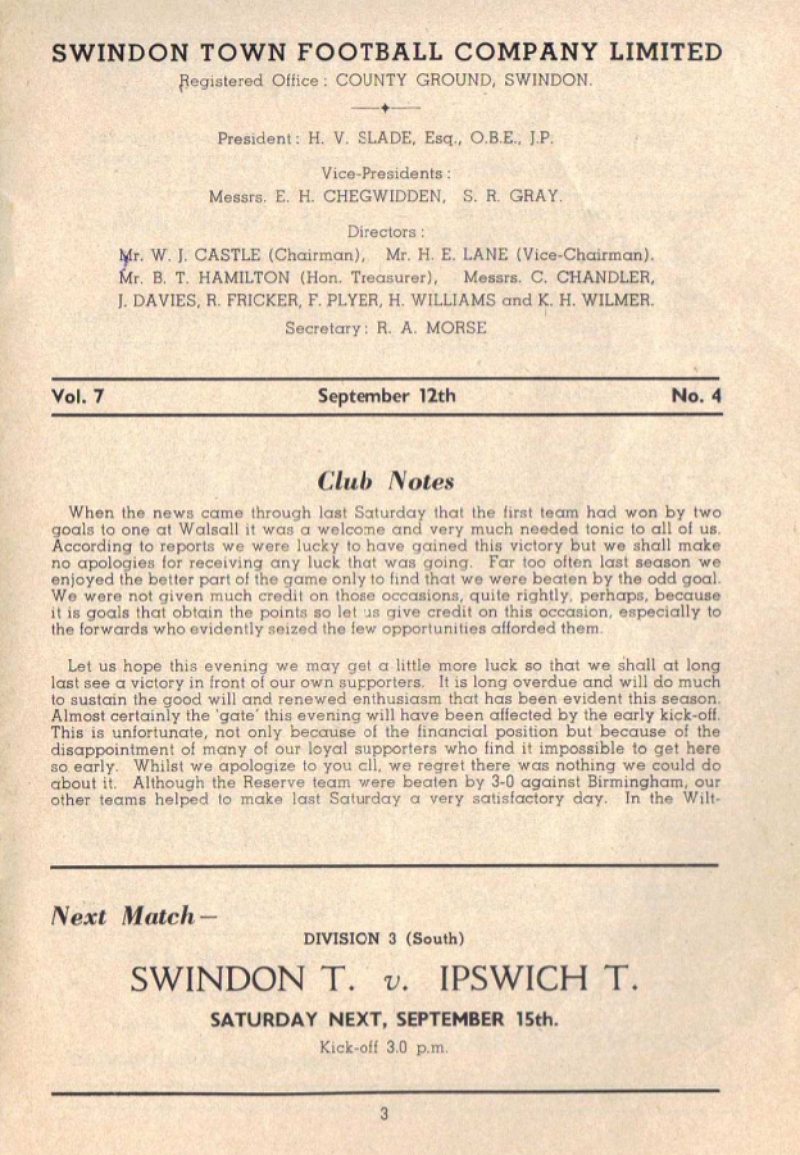 SWINDON TOWN FOOTBALL COMPANY LIMITED
Registered Office : COUNTY GROUND, SWINDON.
President : H. V. SLADE, Esq., O.B.E., J.P.
Vice-Presidents :
Messrs. E. H. CHEGWIDDEN, S. R. GRAY.
Directors :
Mr. W. J. CASTLE (Chairman), Mr. H. E. LANE (Vice-Chairman).
Mr. B. T. HAMILTON (Hon. Treasurer), Messrs. C. CHANDLER,
J. DAVIES, R. FRICKER, F. PLYER, H. WILLIAMS and K. H. WILMER.
Secretary : R. A. MORSE
Vol. 7 September 12th No. 4
Club Notes
When the news came through last Saturday that the first team had won by two
goals to one at Walsall it was a welcome and very much needed tonic to all of us.
According to reports we were lucky to have gained this victory but we shall make
no apologies for receiving any luck that was going. Far too often last season we
enjoyed the better part of the game only to find that we were beaten by the odd goal.
We were not given much credit on those occasions, quite rightly, perhaps, because
it is goals that obtain the points so let us give credit on this occasion, especially to
the forwards who evidently seized the few opportunities afforded them.
Let us hope this evening we may get a little more luck so that we shall at long
last see a victory in front of our own supporters. It is long overdue and will do much
to sustain the good will and renewed enthusiasm that has been evident this season.
Almost certainly the 'gate' this evening will have been affected by the early kick-off.
This is unfortunate, not only because of the financial position but because of the
disappointment of many of our loyal supporters who find it impossible to get here
so early. Whilst we apologize to you all, we regret there was nothing we could do
about it. Although the Reserve team were beaten by 3-0 against Birmingham, our
other teams helped to make last Saturday a very satisfactory day. In the Wilt-
Next Match—
DIVISION 3 (South)
SWINDON T. v. IPSWICH T.
SATURDAY NEXT, SEPTEMBER 15th.
Kick-off 3.0 p.m.
3